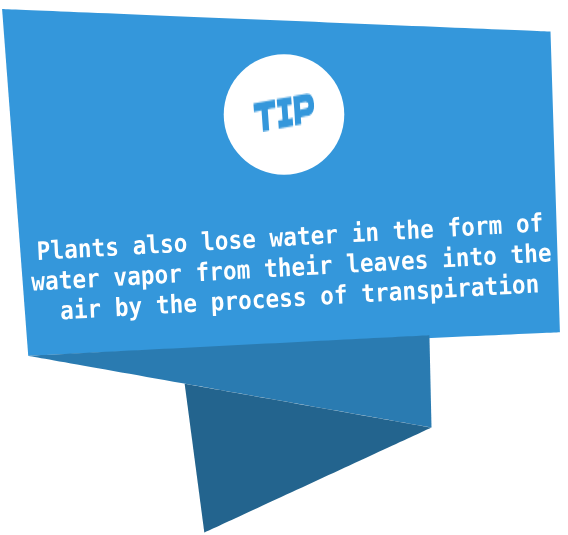 TIP
Plants also lose water in the form of
water vapor from their leaves into the
air by the process of transpiration